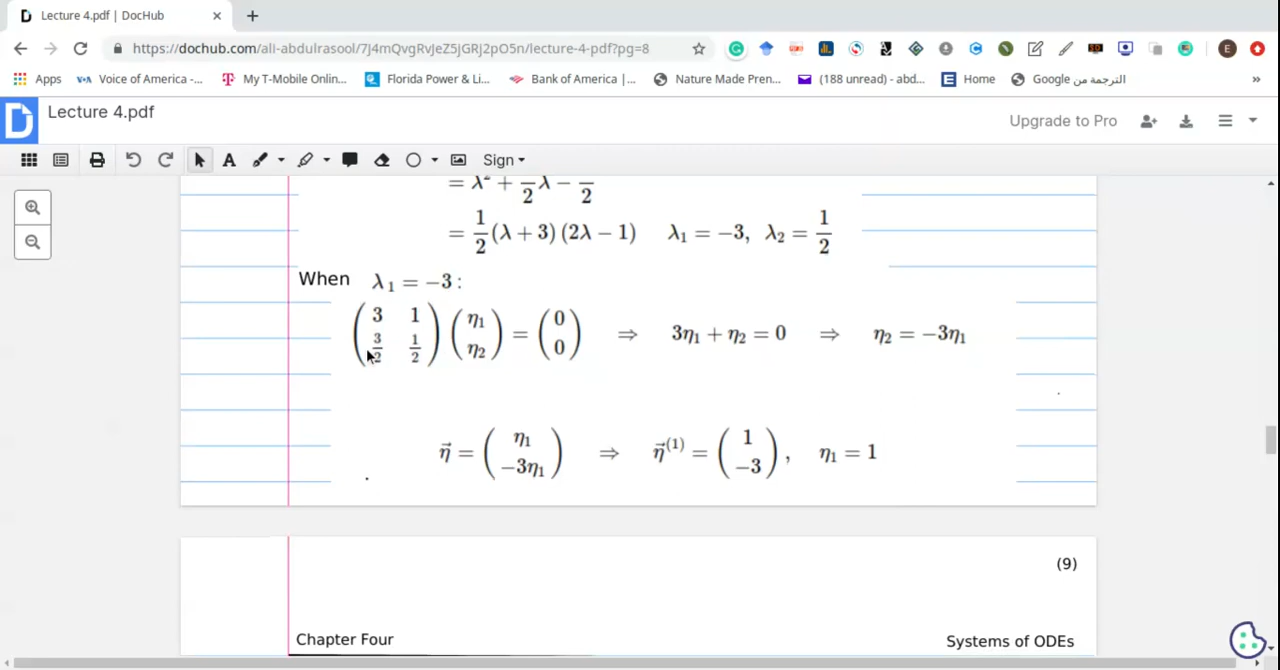 Lecture 4.pdf | DocHub
https://dochub.com/ali-abdulrasool/7J4mQvgRvJeZ5JGRJ2pO5n/lecture-4-pdf?pg=8
E
Apps VOA Voice of America -... My T-Mobile Onlin... Florida Power & Li... Bank of America |... Nature Made Pren... (188 unread) - abd... Home الترجمة من Google »
Lecture 4.pdf
Upgrade to Pro
A Sign
= λ² + /2 λ − /2
= 1/2 (λ + 3) (2λ − 1) λ₁ = −3, λ₂ = 1/2
When λ₁ = −3 :
( 3 1 ; 3/2 1/2 ) ( η₁ ; η₂ ) = ( 0 ; 0 ) ⇒ 3η₁ + η₂ = 0 ⇒ η₂ = −3η₁
η⃗ = ( η₁ ; −3η₁ ) ⇒ η⃗⁽¹⁾ = ( 1 ; −3 ) , η₁ = 1
(9)
Chapter Four Systems of ODEs